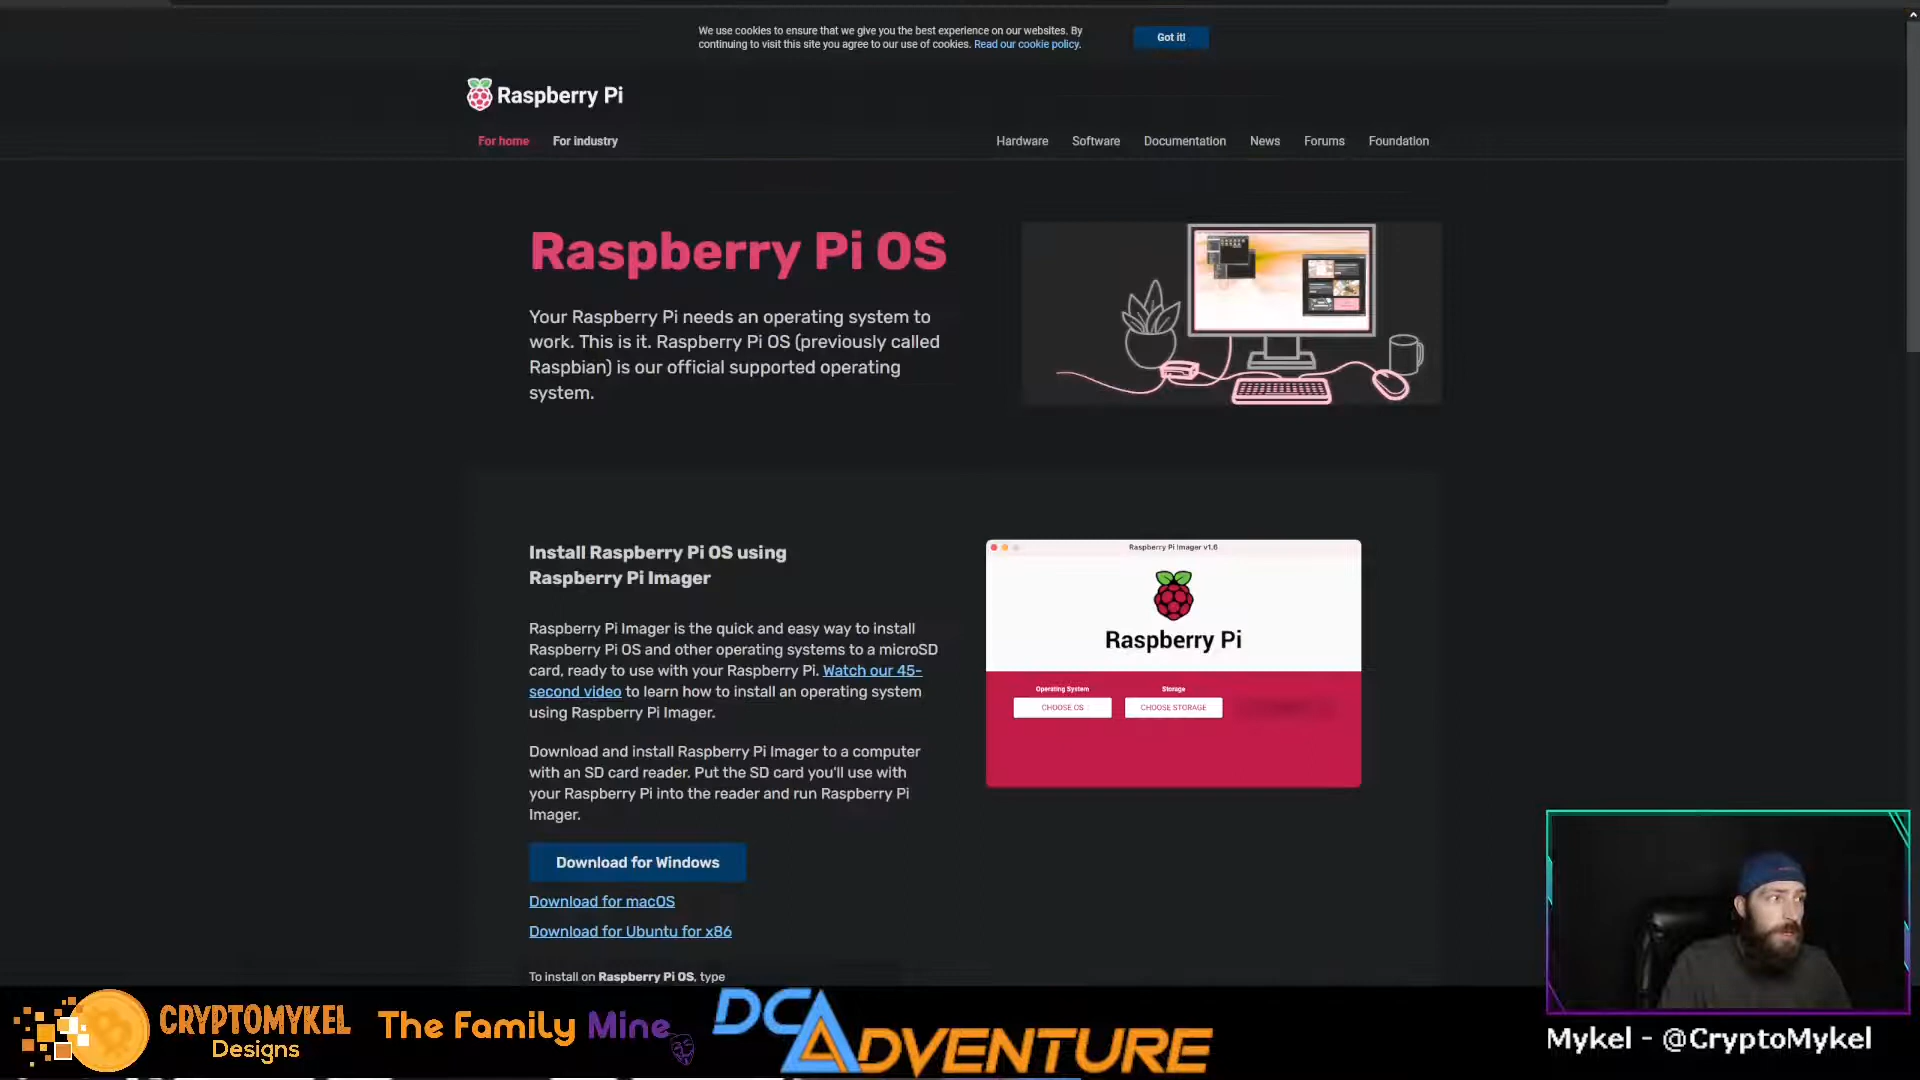 We use cookies to ensure that we give you the best experience on our websites. By
continuing to visit this site you agree to our use of cookies. Read our cookie policy.
Got it!
Raspberry Pi
For home
For industry
Hardware
Software
Documentation
News
Forums
Foundation
Raspberry Pi OS
Your Raspberry Pi needs an operating system to
work. This is it. Raspberry Pi OS (previously called
Raspbian) is our official supported operating
system.
Install Raspberry Pi OS using
Raspberry Pi Imager
Raspberry Pi Imager is the quick and easy way to install
Raspberry Pi OS and other operating systems to a microSD
card, ready to use with your Raspberry Pi. Watch our 45-
second video to learn how to install an operating system
using Raspberry Pi Imager.
Download and install Raspberry Pi Imager to a computer
with an SD card reader. Put the SD card you'll use with
your Raspberry Pi into the reader and run Raspberry Pi
Imager.
Download for Windows
Download for macOS
Download for Ubuntu for x86
To install on Raspberry Pi OS, type
Raspberry Pi Imager v1.6
Raspberry Pi
Operating System
Storage
CHOOSE OS
CHOOSE STORAGE
CRYPTOMYKEL
Designs
The Family Mine
DCADVENTURE
Mykel - @CryptoMykel